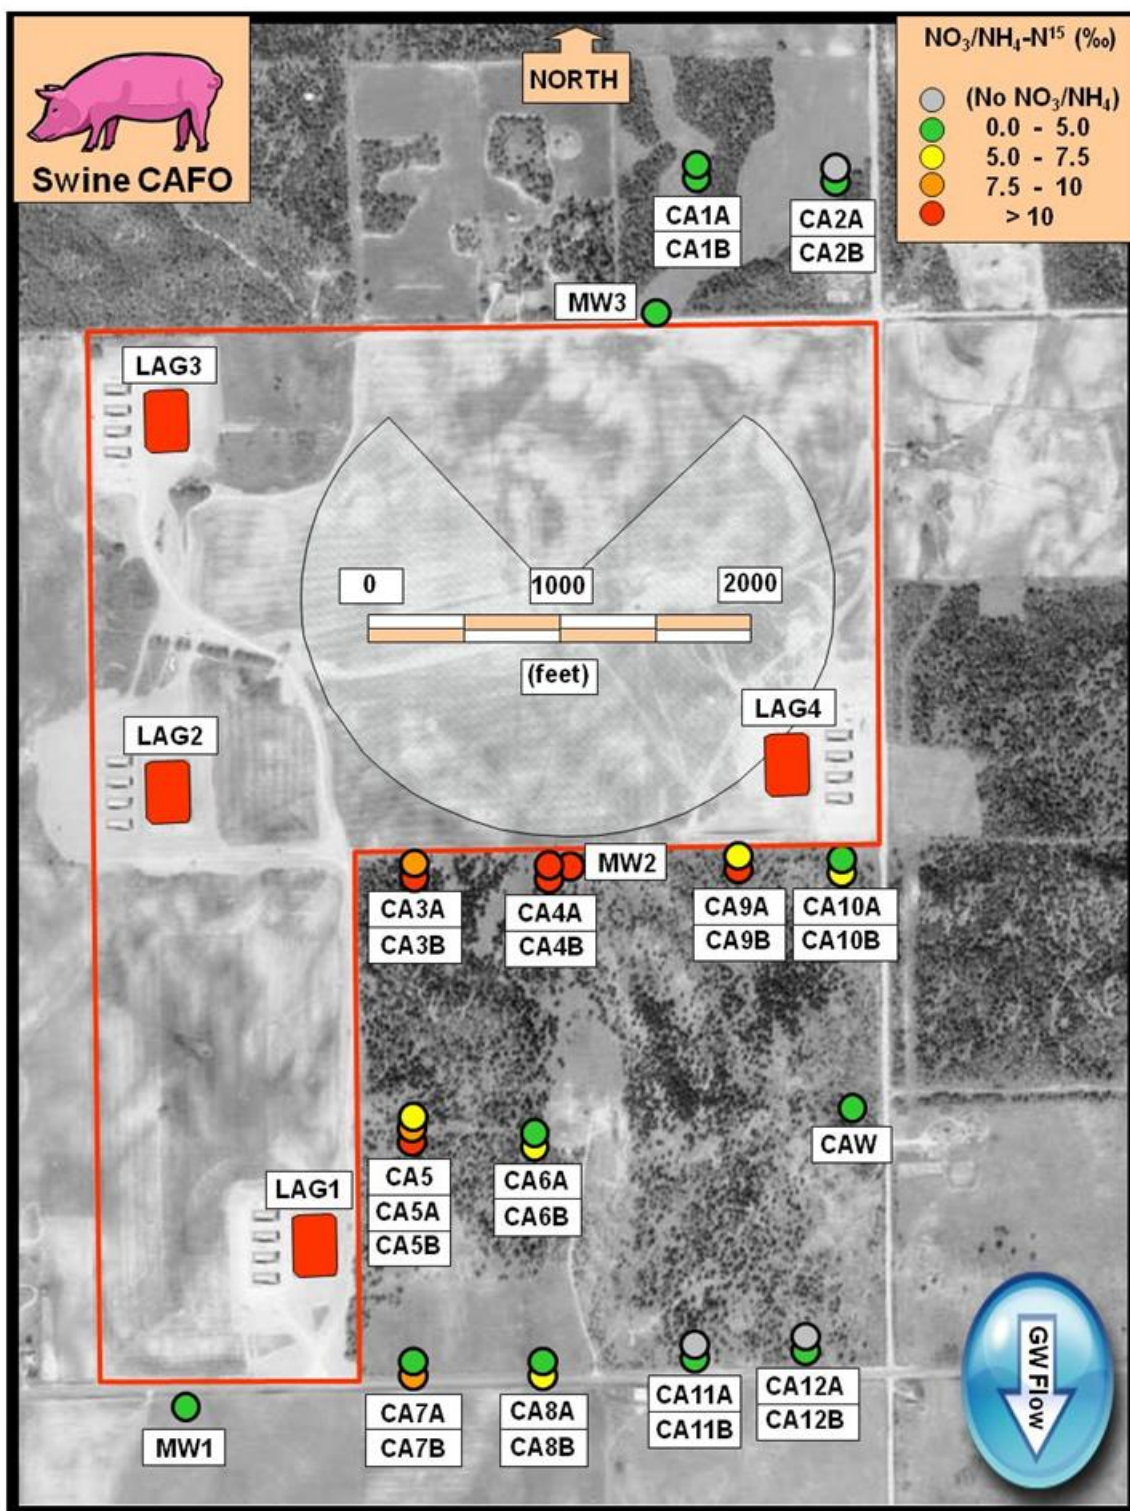 NO₃/NH₄-N¹⁵ (‰)
(No NO₃/NH₄)
0.0 - 5.0
5.0 - 7.5
7.5 - 10
> 10
NORTH
Swine CAFO
CA1A
CA1B
CA2A
CA2B
MW3
LAG3
0
1000
2000
(feet)
LAG2
LAG4
MW2
CA3A
CA3B
CA4A
CA4B
CA9A
CA9B
CA10A
CA10B
CAW
CA5
CA5A
CA5B
CA6A
CA6B
LAG1
GW Flow
CA7A
CA7B
CA8A
CA8B
CA11A
CA11B
CA12A
CA12B
MW1